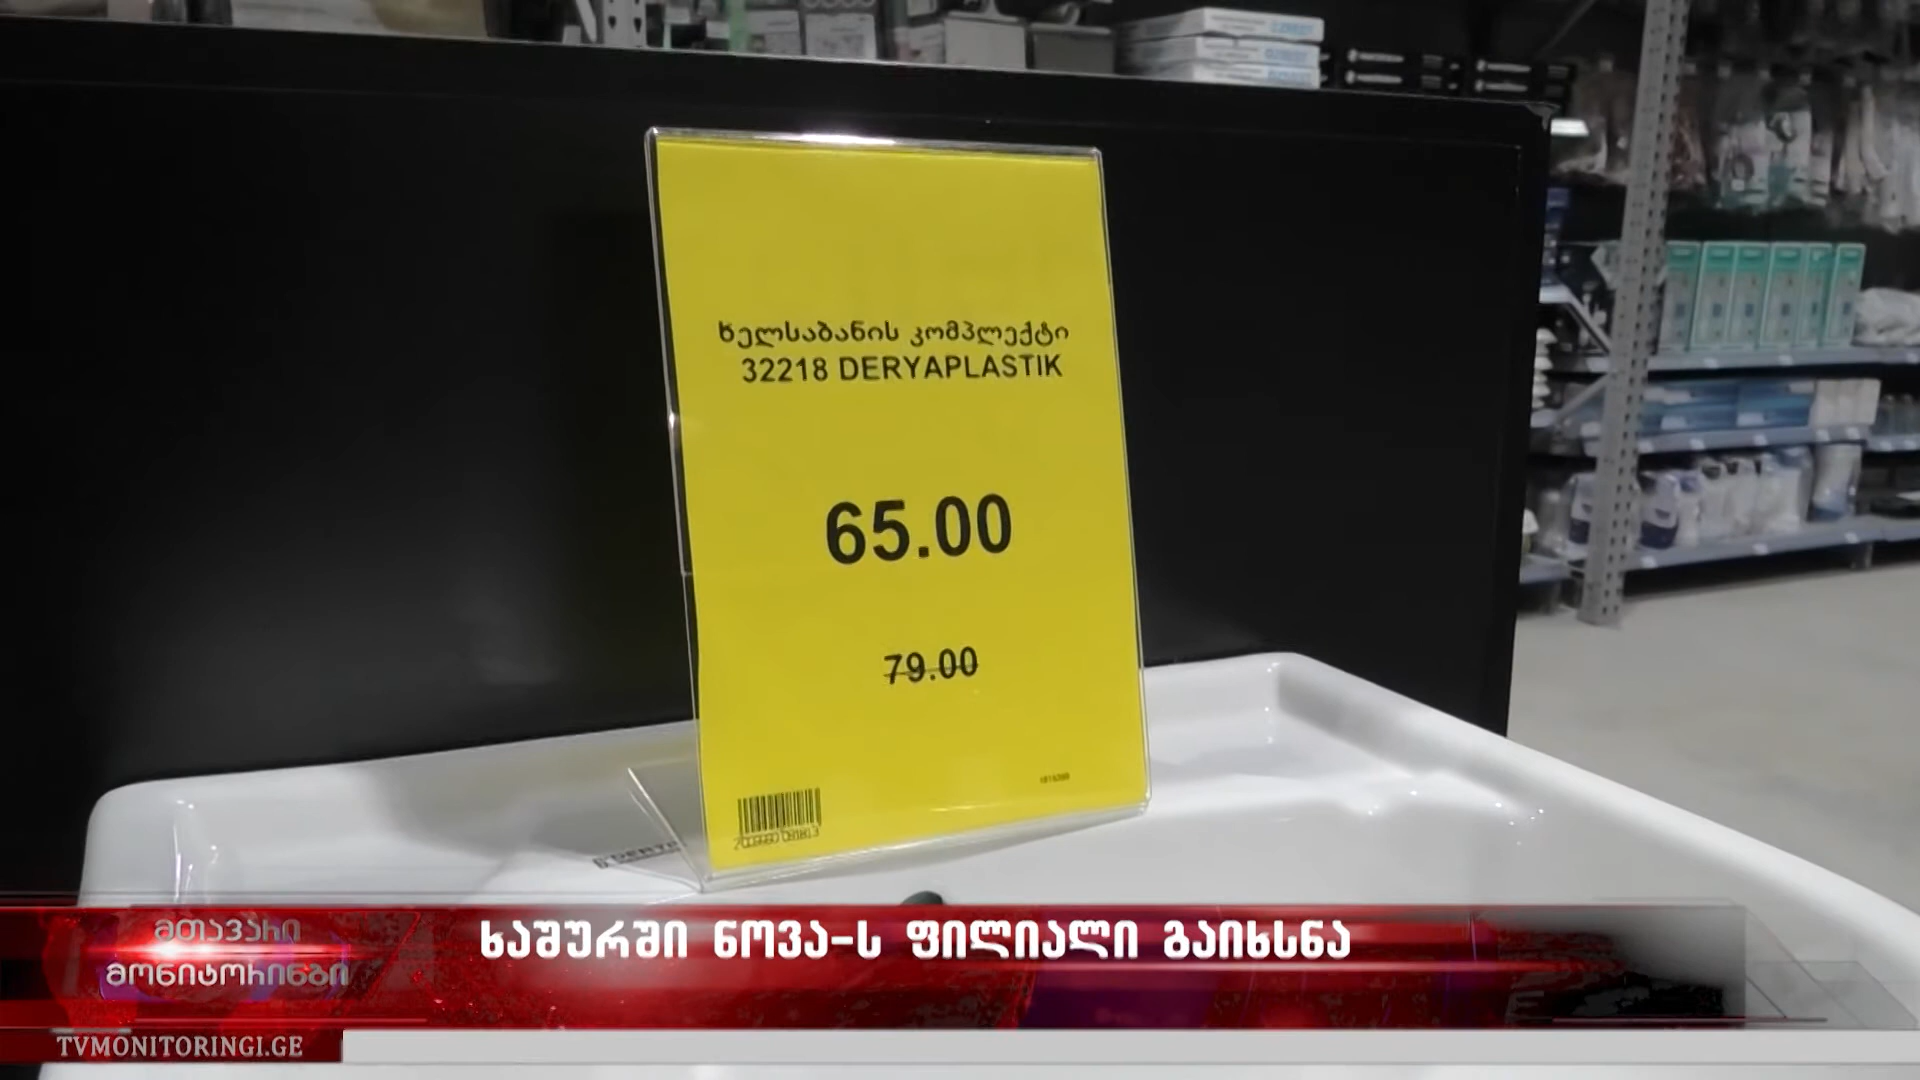 ხელსაბანის კომპლექტი
32218 DERYAPLASTIK
65.00
79.00
ხაშურში ნოვა-ს ფილიალი გაიხსნა
მთავარი
მონიტორინგი
TVMONITORINGI.GE